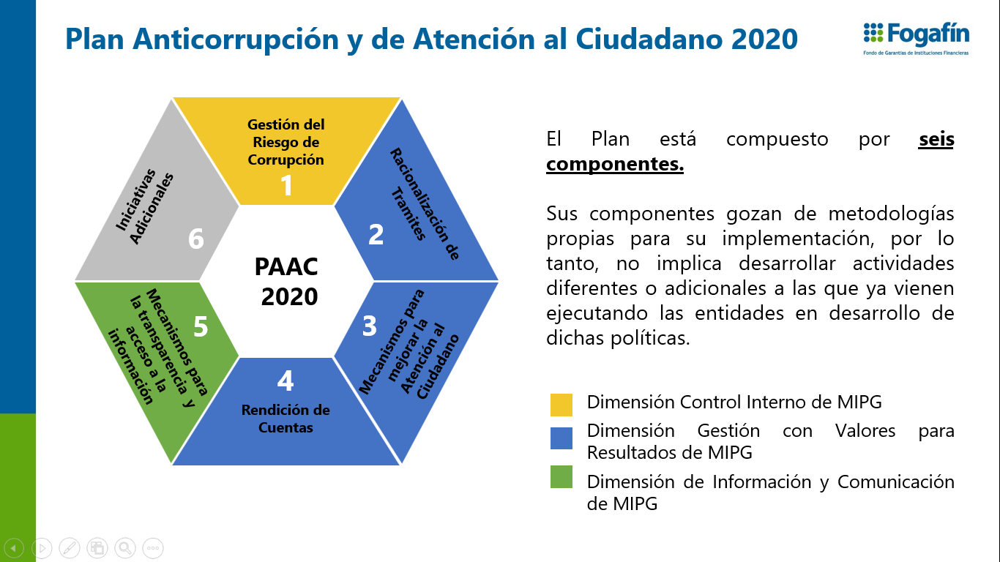 Plan Anticorrupción y de Atención al Ciudadano 2020
Fogafín
Fondo de Garantías de Instituciones Financieras
Gestión del
Riesgo de
Corrupción
1
Racionalización de
Tramites
2
Mecanismos para
mejorar la
Atención al
Ciudadano
3
4
Rendición de
Cuentas
Mecanismos para
la transparencia y
acceso a la
información
5
Iniciativas
Adicionales
6
PAAC
2020
El Plan está compuesto por seis
componentes.
Sus componentes gozan de metodologías
propias para su implementación, por lo
tanto, no implica desarrollar actividades
diferentes o adicionales a las que ya vienen
ejecutando las entidades en desarrollo de
dichas políticas.
Dimensión Control Interno de MIPG
Dimensión Gestión con Valores para
Resultados de MIPG
Dimensión de Información y Comunicación
de MIPG